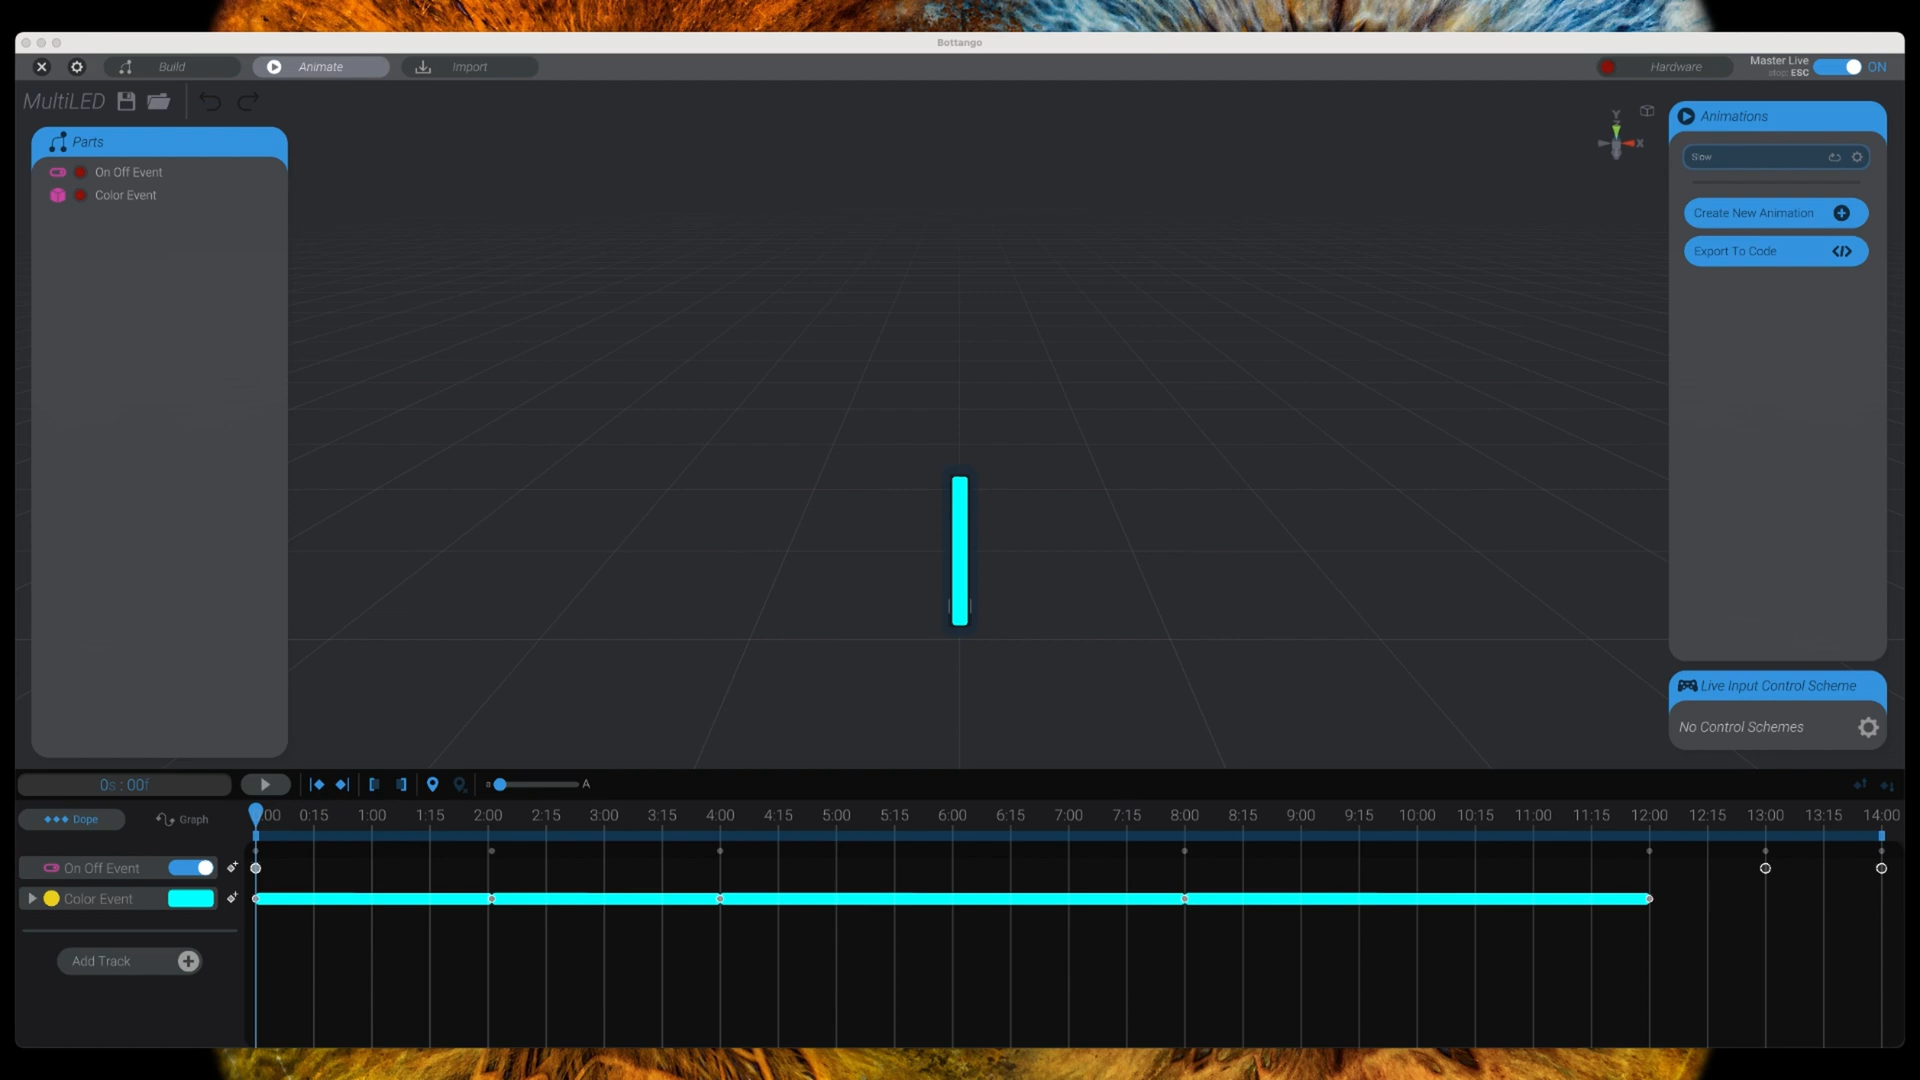 Bottango
Build
Animate
Import
Hardware
Master Live
stop: ESC
ON
MultiLED
Parts
On Off Event
Color Event
Y
X
Animations
Slow
Create New Animation
Export To Code
Live Input Control Scheme
No Control Schemes
0s : 00f
A
Dope
Graph
:00 0:15 1:00 1:15 2:00 2:15 3:00 3:15 4:00 4:15 5:00 5:15 6:00 6:15 7:00 7:15 8:00 8:15 9:00 9:15 10:00 10:15 11:00 11:15 12:00 12:15 13:00 13:15 14:00
On Off Event
Color Event
Add Track